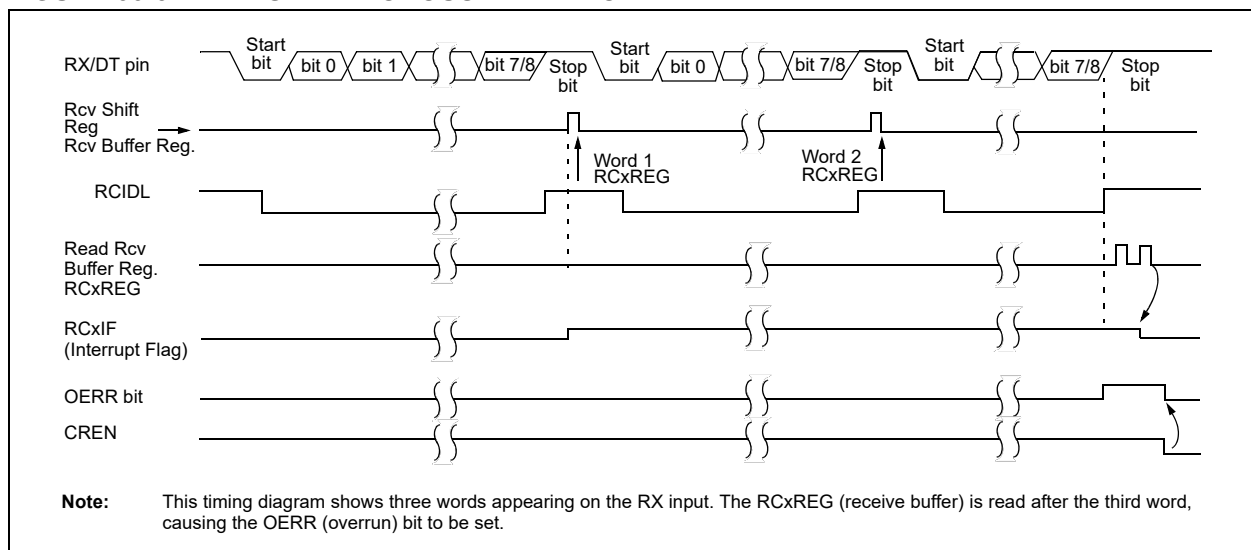 Start bit
bit 0
bit 1
bit 7/8
Stop bit
Start bit
bit 0
bit 7/8
Stop bit
Start bit
bit 7/8
Stop bit
RX/DT pin
Rcv Shift
Reg
Rcv Buffer Reg.
Word 1
RCxREG
Word 2
RCxREG
RCIDL
Read Rcv
Buffer Reg.
RCxREG
RCxIF
(Interrupt Flag)
OERR bit
CREN
Note: This timing diagram shows three words appearing on the RX input. The RCxREG (receive buffer) is read after the third word,
causing the OERR (overrun) bit to be set.